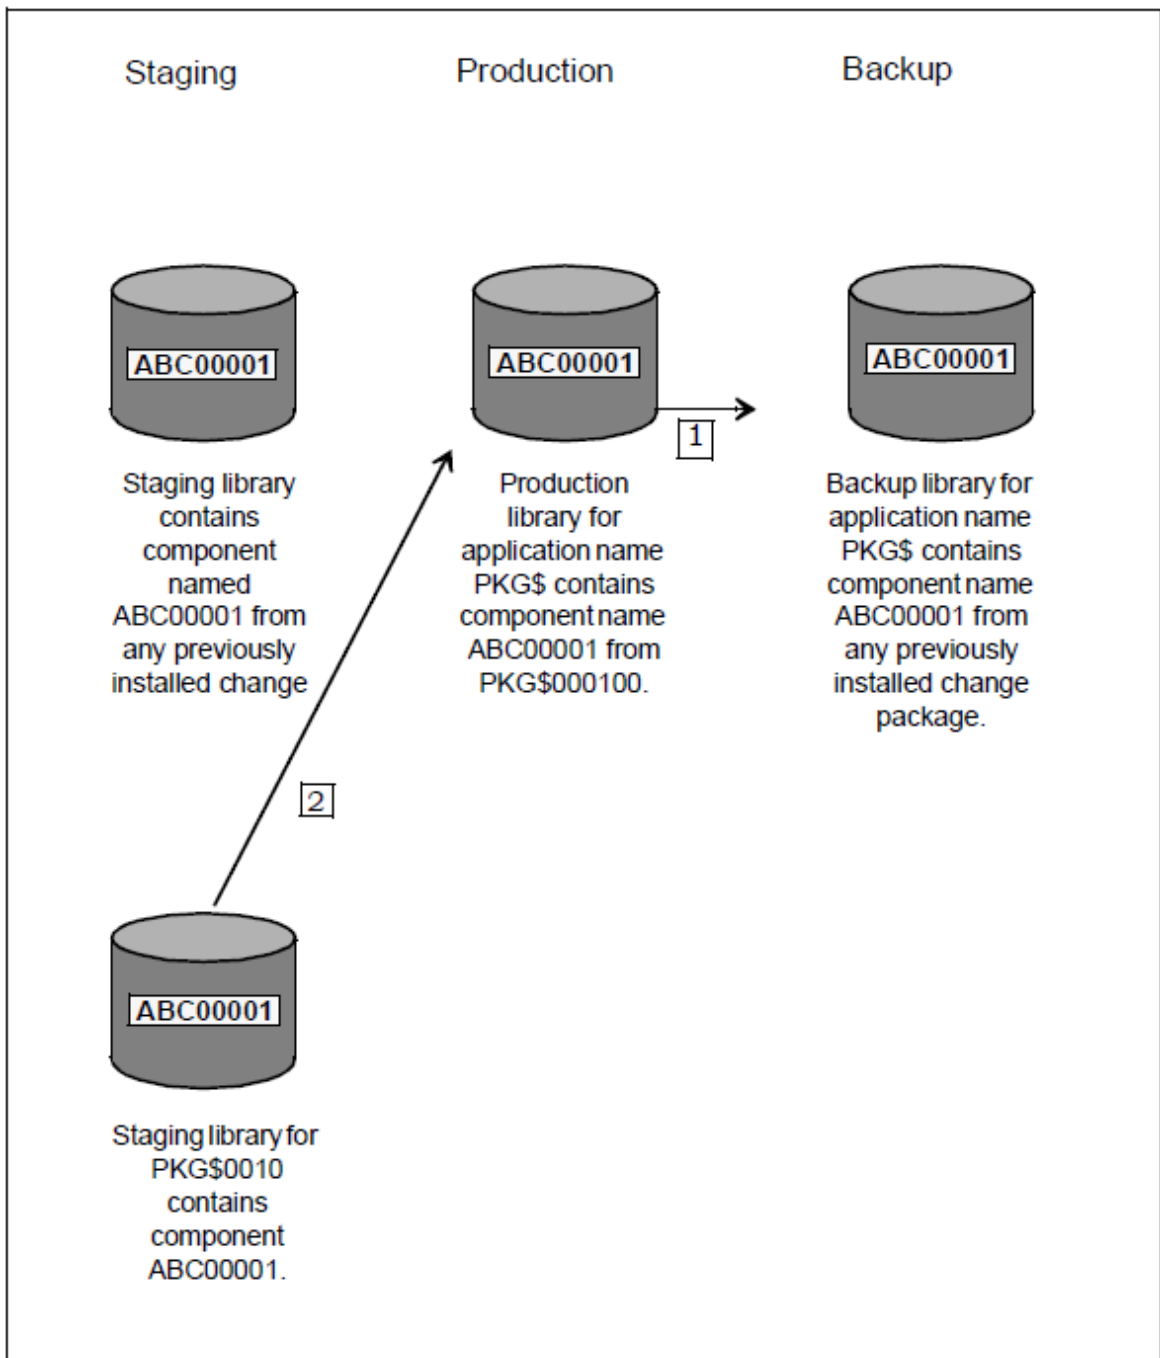 Staging
Production
Backup
ABC00001
ABC00001
ABC00001
1
Staging library
contains
component
named
ABC00001 from
any previously
installed change
Production
library for
application name
PKG$ contains
component name
ABC00001 from
PKG$000100.
Backup library for
application name
PKG$ contains
component name
ABC00001 from
any previously
installed change
package.
2
ABC00001
Staging library for
PKG$0010
contains
component
ABC00001.